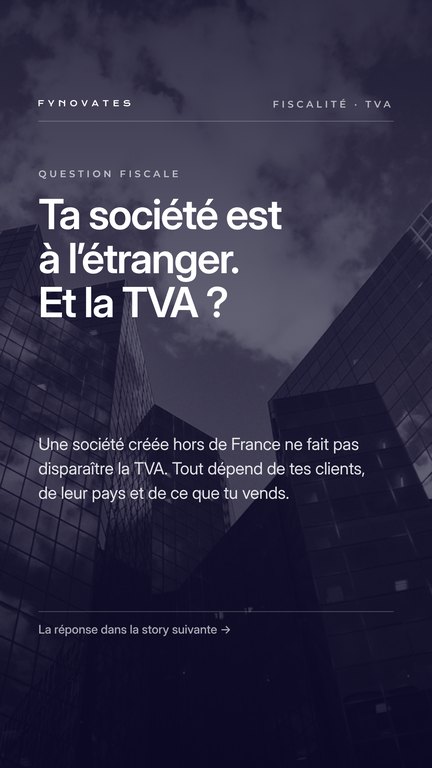 FYNOVATES
FISCALITÉ · TVA
QUESTION FISCALE
Ta société est
à l’étranger.
Et la TVA ?
Une société créée hors de France ne fait pas
disparaître la TVA. Tout dépend de tes clients,
de leur pays et de ce que tu vends.
La réponse dans la story suivante →